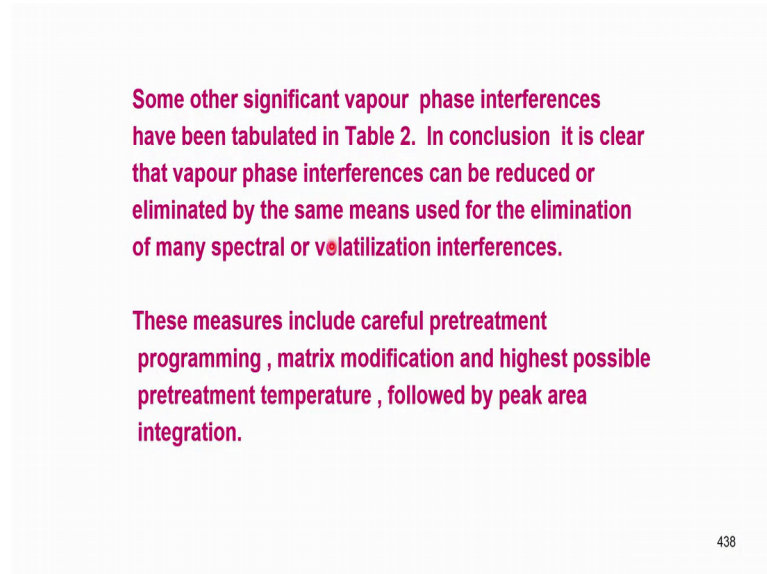 Some other significant vapour phase interferences
have been tabulated in Table 2. In conclusion it is clear
that vapour phase interferences can be reduced or
eliminated by the same means used for the elimination
of many spectral or volatilization interferences.
These measures include careful pretreatment
programming , matrix modification and highest possible
pretreatment temperature , followed by peak area
integration.
438